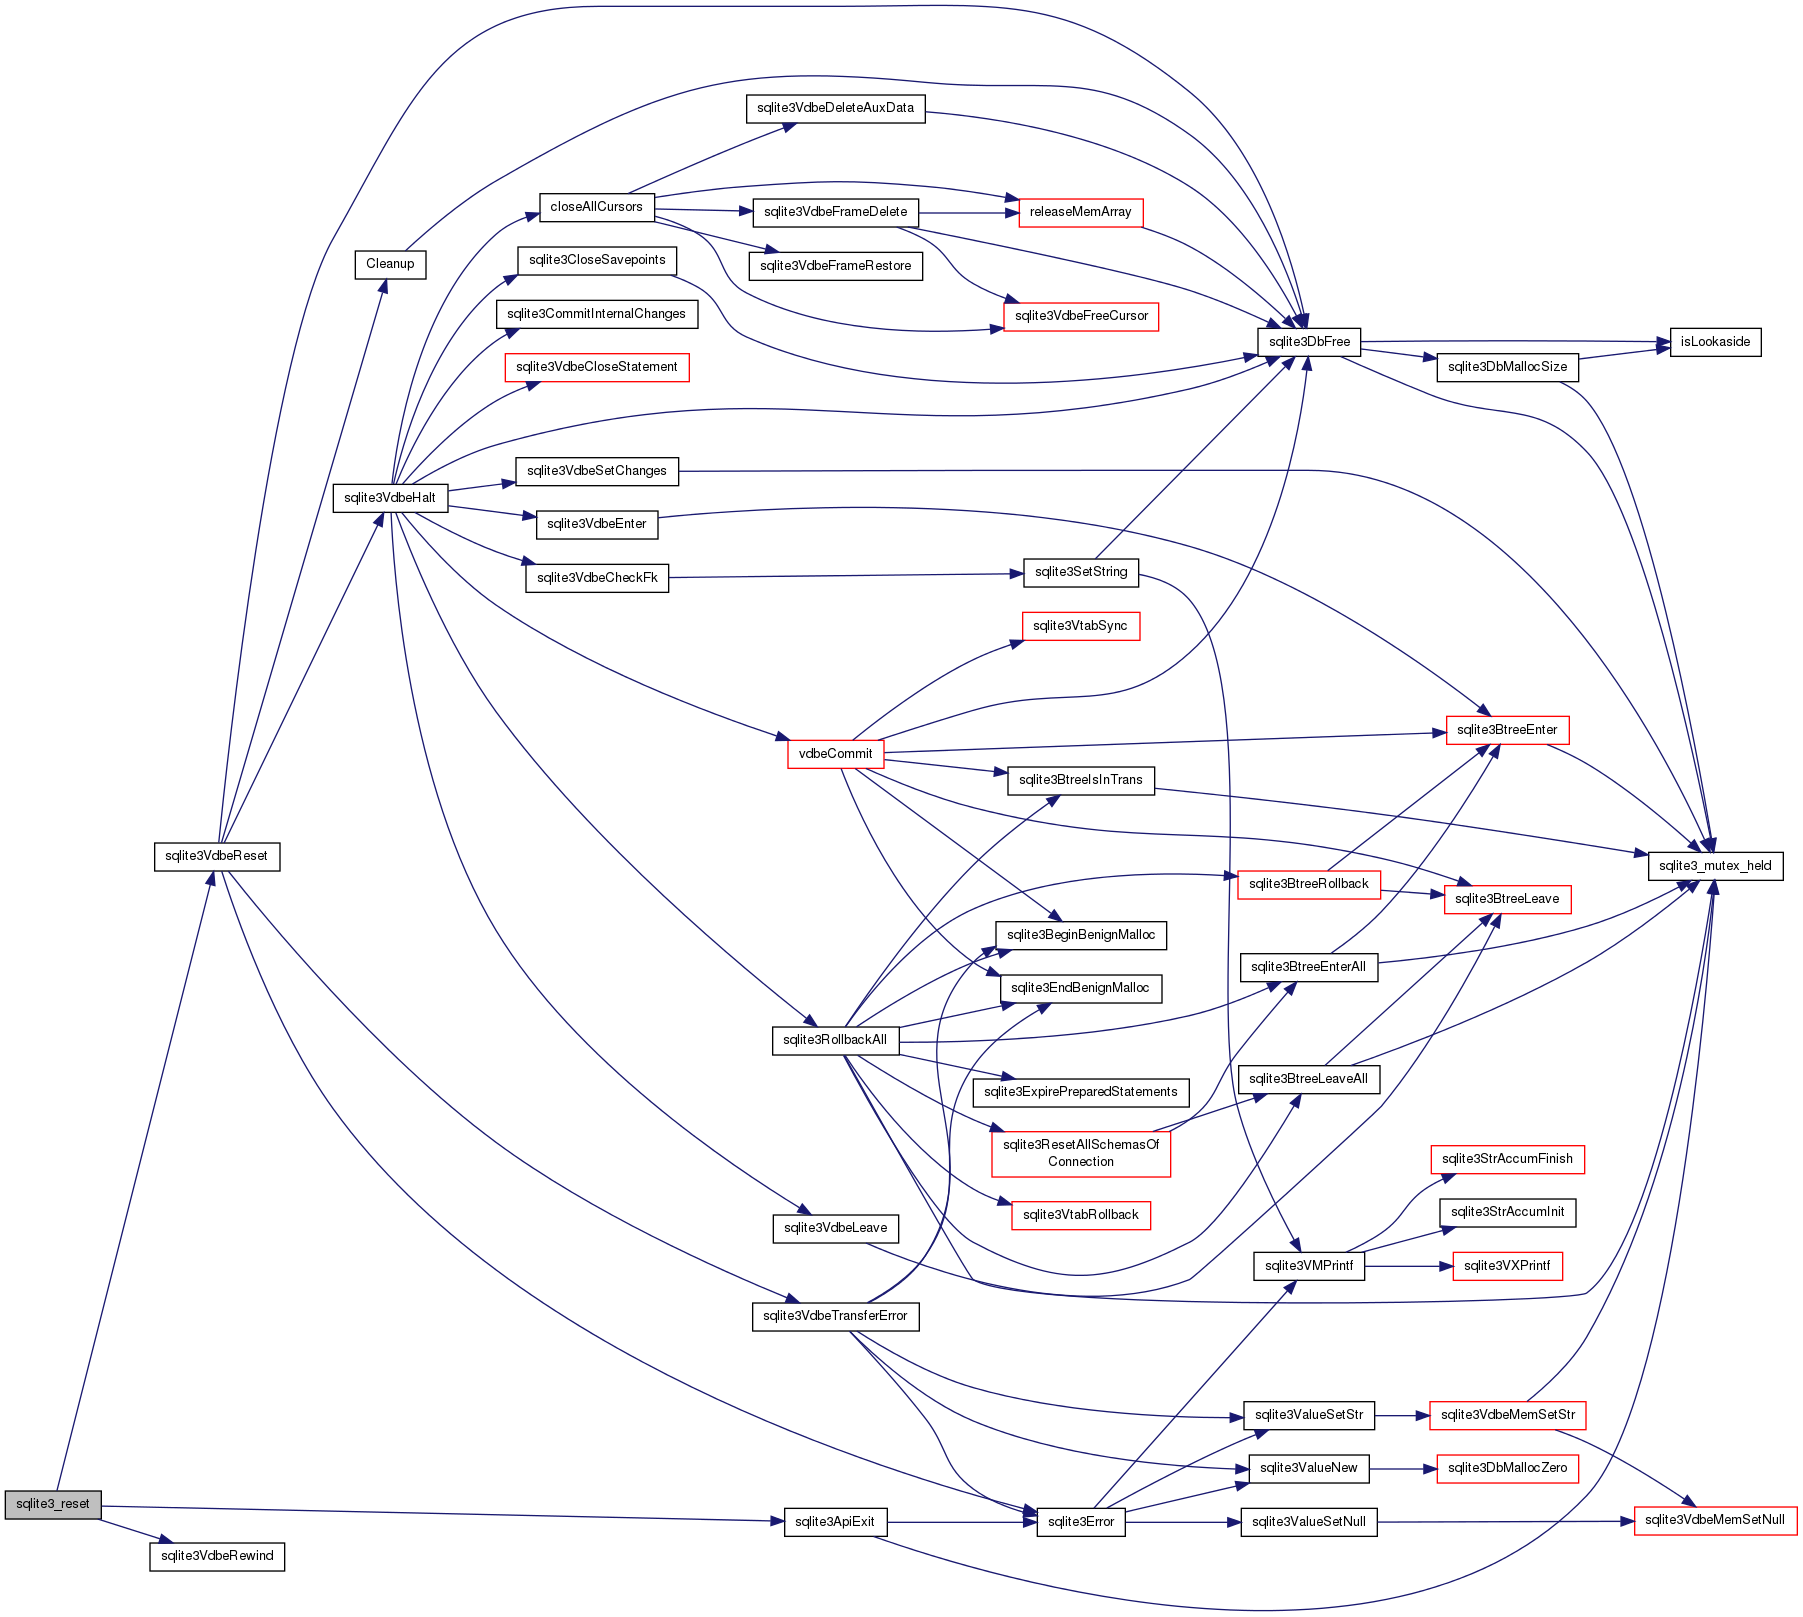 sqlite3VdbeDeleteAuxData
closeAllCursors
sqlite3VdbeFrameDelete
releaseMemArray
Cleanup
sqlite3CloseSavepoints
sqlite3VdbeFrameRestore
sqlite3CommitInternalChanges
sqlite3VdbeFreeCursor
sqlite3DbFree
isLookaside
sqlite3VdbeCloseStatement
sqlite3DbMallocSize
sqlite3VdbeSetChanges
sqlite3VdbeHalt
sqlite3VdbeEnter
sqlite3VdbeCheckFk
sqlite3SetString
sqlite3VtabSync
sqlite3BtreeEnter
vdbeCommit
sqlite3BtreeIsInTrans
sqlite3VdbeReset
sqlite3_mutex_held
sqlite3BtreeRollback
sqlite3BtreeLeave
sqlite3BeginBenignMalloc
sqlite3BtreeEnterAll
sqlite3EndBenignMalloc
sqlite3RollbackAll
sqlite3BtreeLeaveAll
sqlite3ExpirePreparedStatements
sqlite3ResetAllSchemasOf
Connection
sqlite3StrAccumFinish
sqlite3VtabRollback
sqlite3StrAccumInit
sqlite3VdbeLeave
sqlite3VMPrintf
sqlite3VXPrintf
sqlite3VdbeTransferError
sqlite3ValueSetStr
sqlite3VdbeMemSetStr
sqlite3ValueNew
sqlite3DbMallocZero
sqlite3_reset
sqlite3ApiExit
sqlite3Error
sqlite3ValueSetNull
sqlite3VdbeMemSetNull
sqlite3VdbeRewind